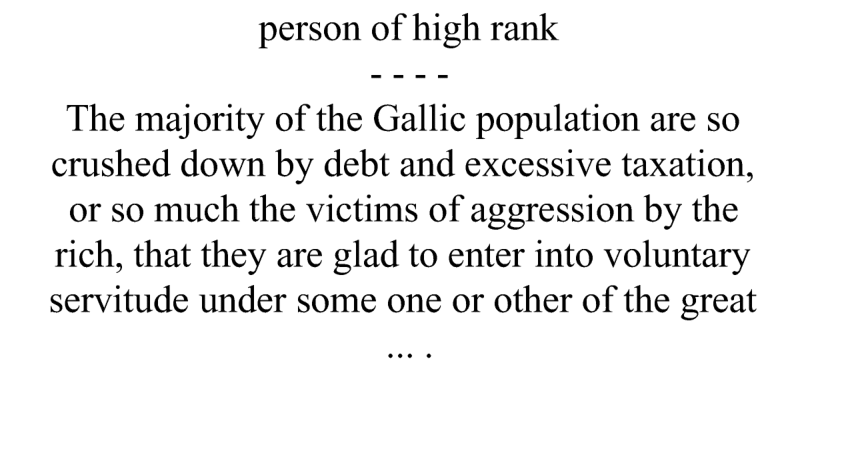 person of high rank
- - - -
The majority of the Gallic population are so
crushed down by debt and excessive taxation,
or so much the victims of aggression by the
rich, that they are glad to enter into voluntary
servitude under some one or other of the great
... .